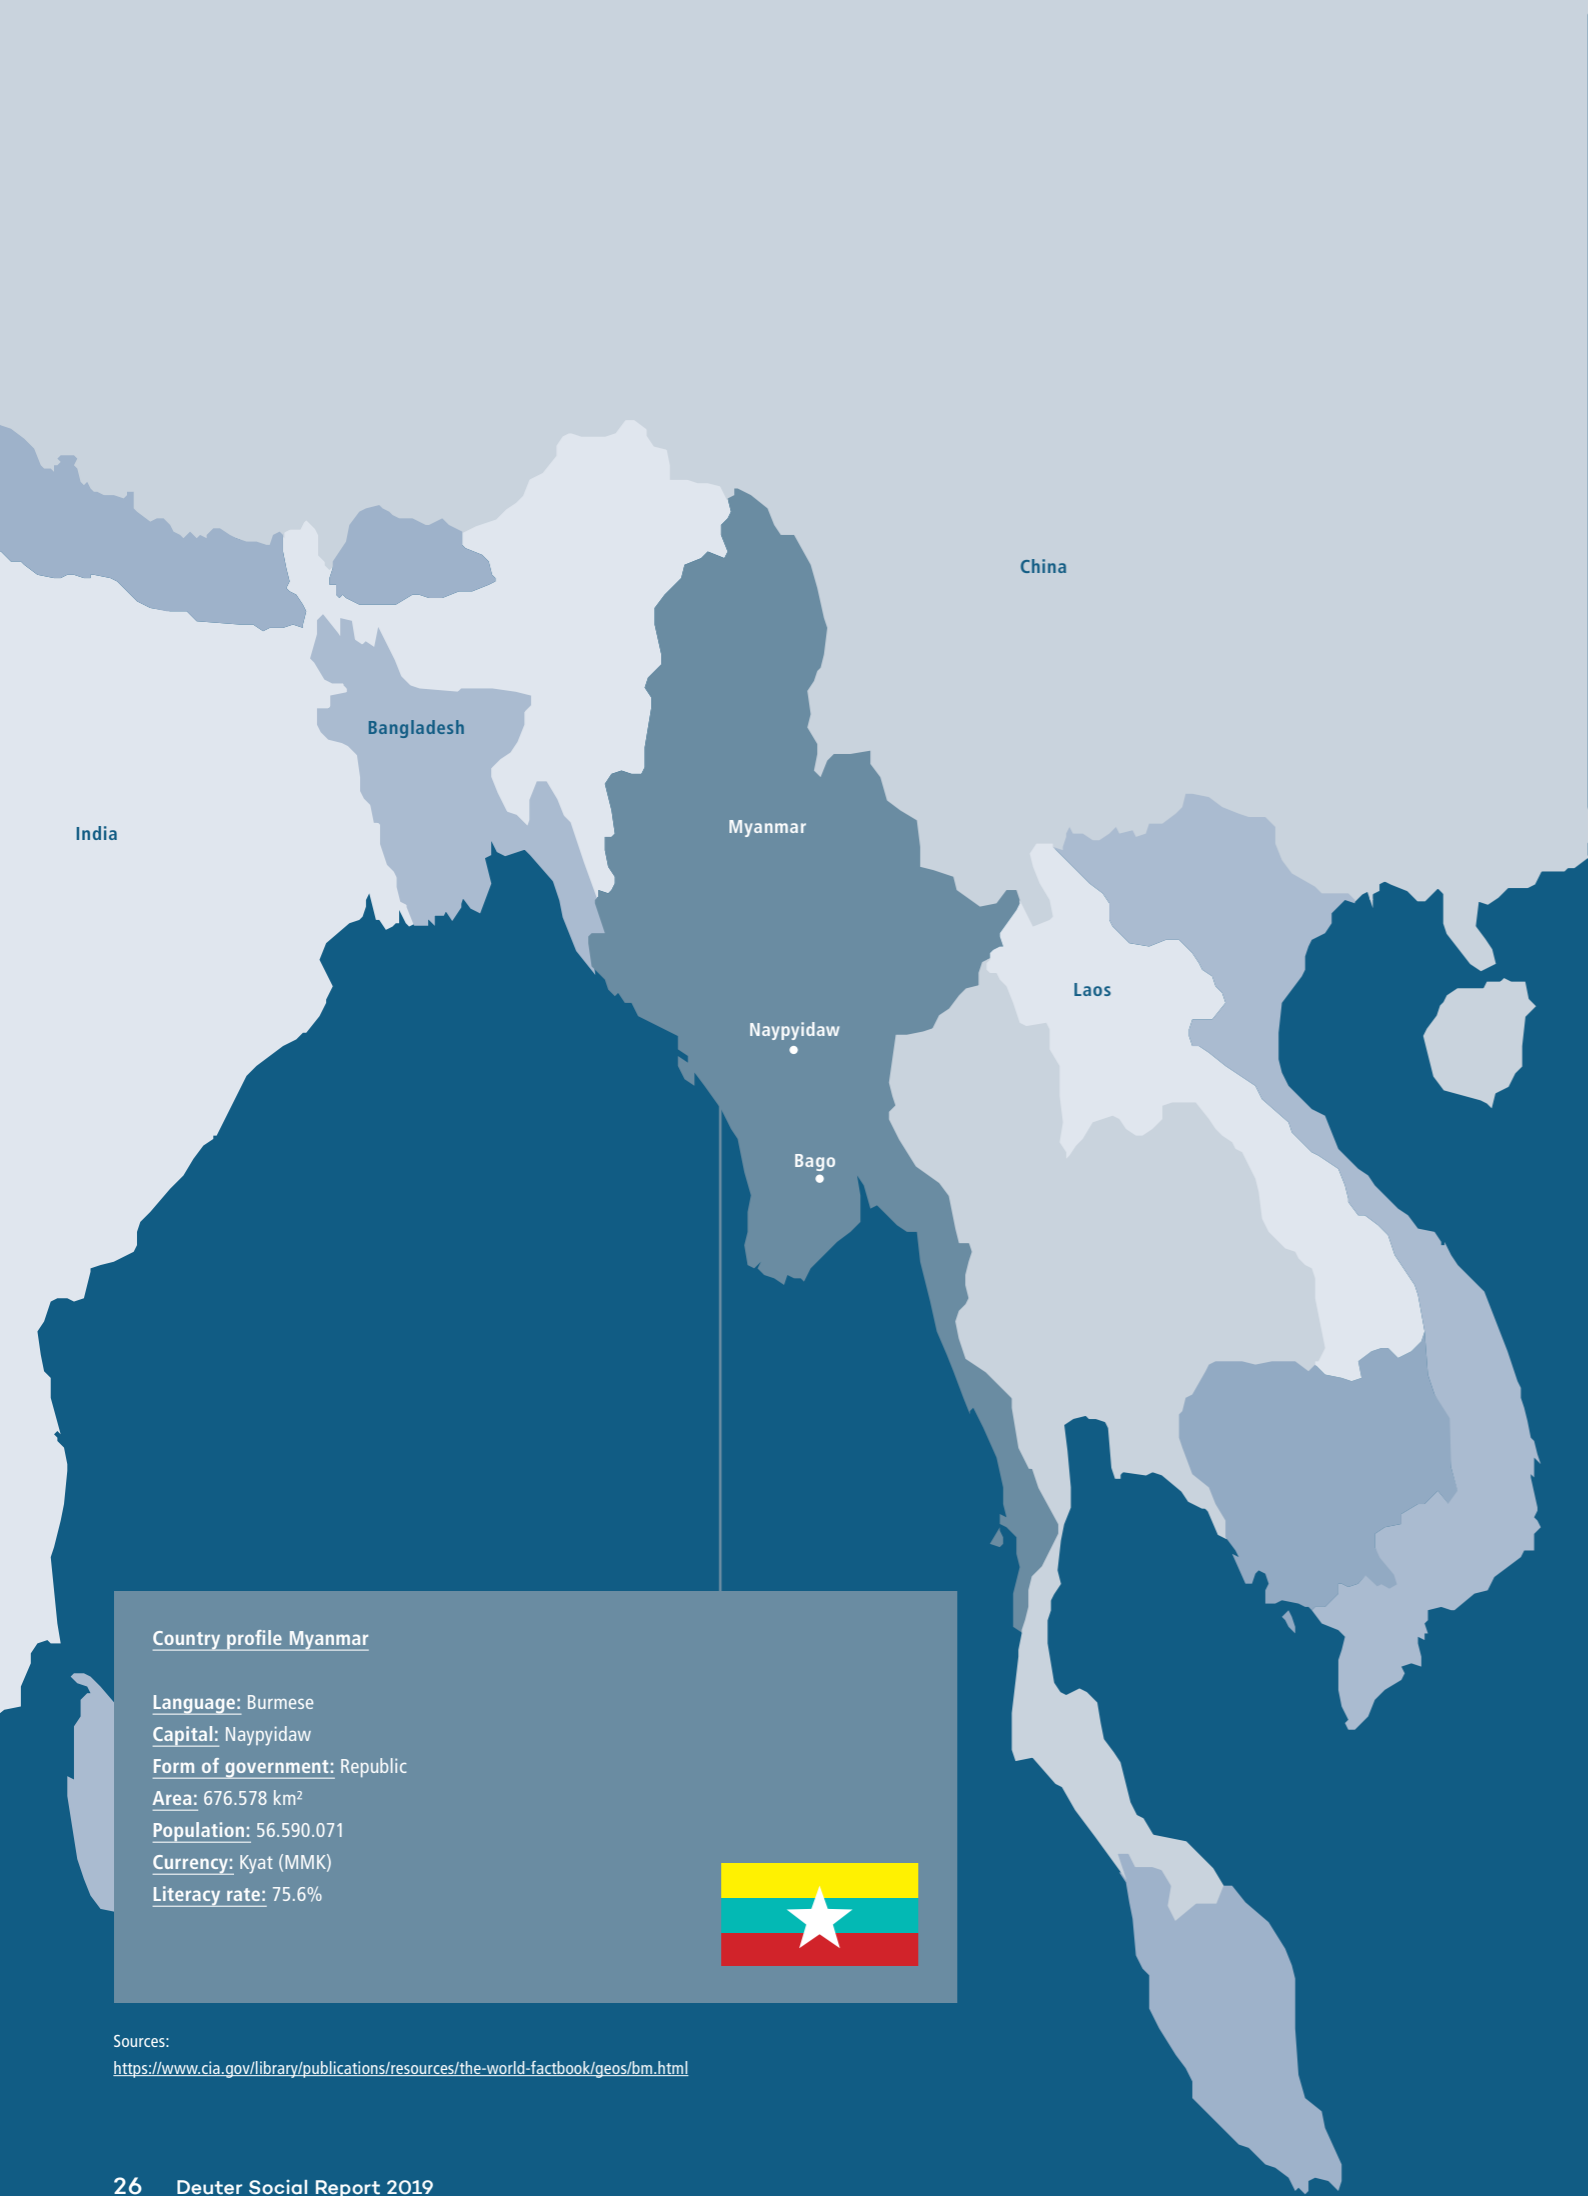 China
Bangladesh
India
Myanmar
Laos
Naypyidaw
Bago
Country profile Myanmar
Language: Burmese
Capital: Naypyidaw
Form of government: Republic
Area: 676.578 km²
Population: 56.590.071
Currency: Kyat (MMK)
Literacy rate: 75.6%
Sources:
https://www.cia.gov/library/publications/resources/the-world-factbook/geos/bm.html
26 Deuter Social Report 2019